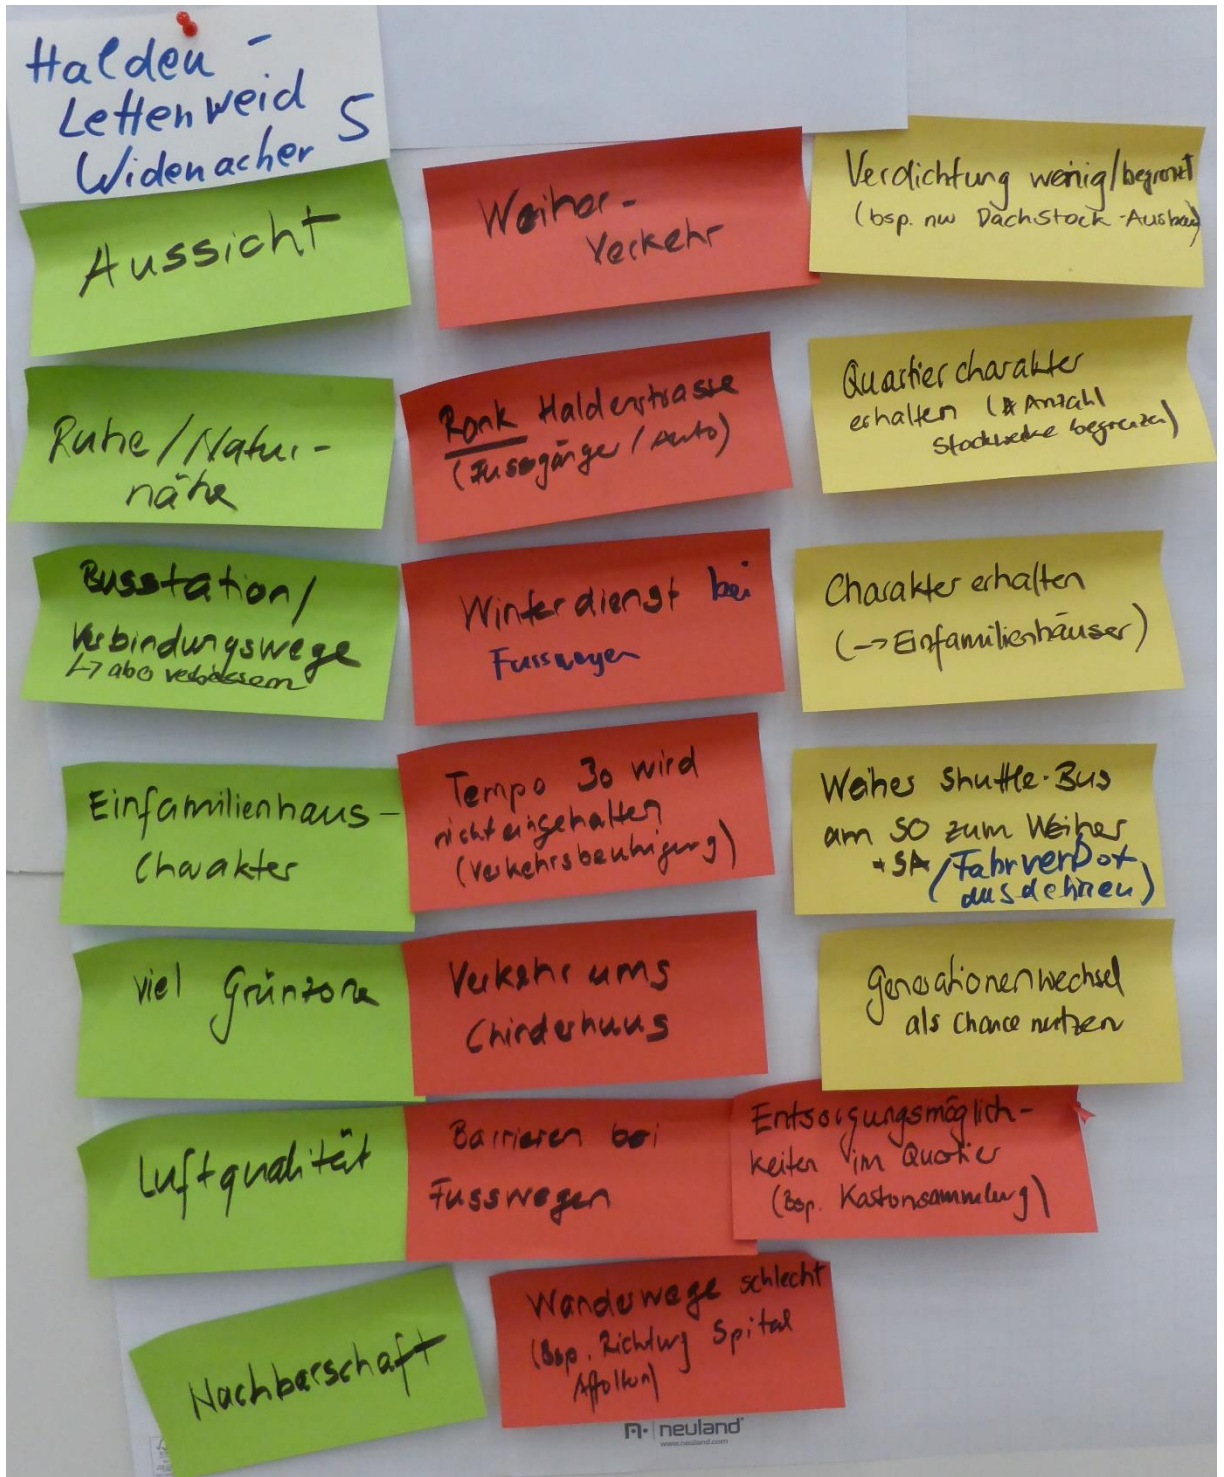 Halden -
Lettenweid
Widenacher 5
Aussicht
Ruhe / Natur-
nähe
Busstation /
Verbindungswege
↳ abo verbessern
Einfamilienhaus-
Charakter
viel Grünzone
Luftqualität
Nachbarschaft
Weiher-
Verkehr
Rank Haldenstrasse
(Fussgänger / Auto)
Winterdienst bei
Fusswegen
Tempo 30 wird
nicht eingehalten
(Verkehrsberuhigung)
Verkehr ums
Chinderhuus
Barrieren bei
Fusswegen
Wanderwege schlecht
(Bsp. Richtung Spital
Affoltern)
Verdichtung wenig/begrenzt
(bsp. nur Dachstock-Ausbau)
Quartiercharakter
erhalten (Anzahl
Stockwerke begrenzen)
Charakter erhalten
(→ Einfamilienhäuser)
Weiher Shuttle-Bus
am SO zum Weiher
+ SA (Fahrverbot
ausdehnen)
Generationenwechsel
als Chance nutzen
Entsorgungsmöglich-
keiten im Quartier
(Bsp. Kartonsammlung)
neuland
www.neuland.com